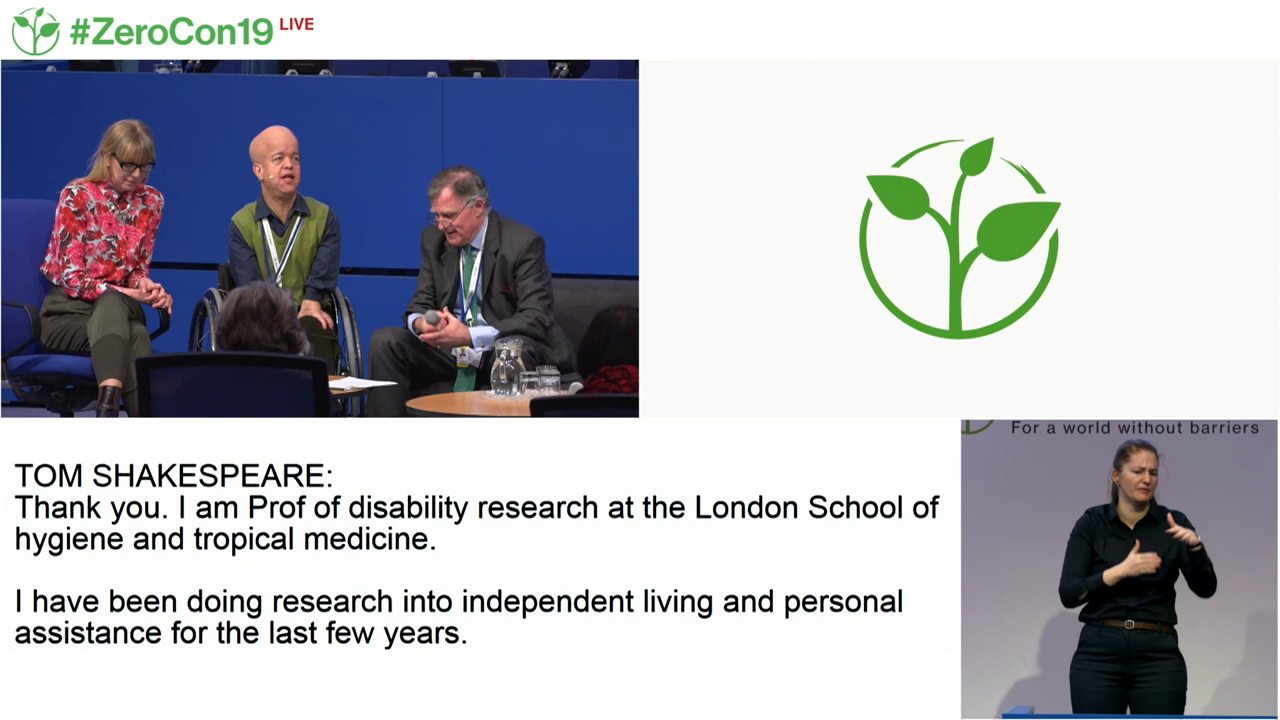 #ZeroCon19 LIVE
For a world without barriers
TOM SHAKESPEARE:
Thank you. I am Prof of disability research at the London School of
hygiene and tropical medicine.
I have been doing research into independent living and personal
assistance for the last few years.